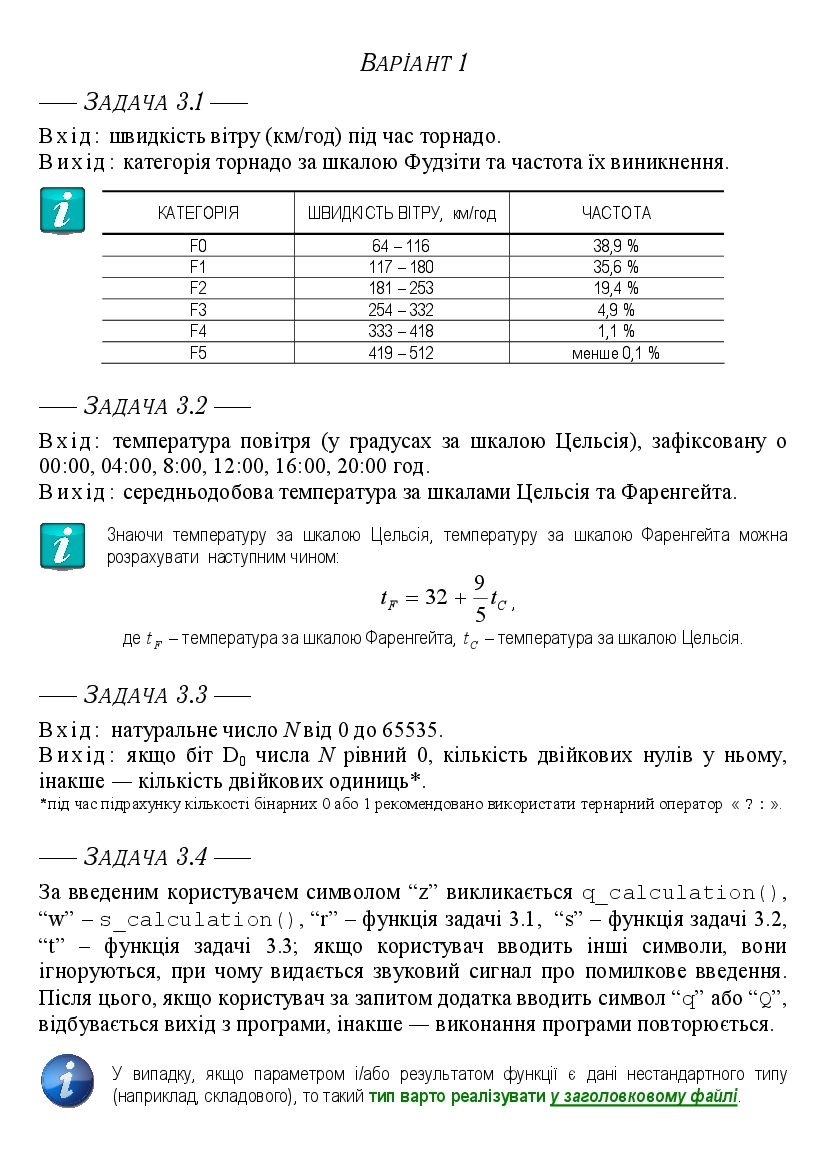 ВАРІАНТ 1
—— ЗАДАЧА 3.1 ——
Вхід: швидкість вітру (км/год) під час торнадо.
Вихід: категорія торнадо за шкалою Фудзіти та частота їх виникнення.
КАТЕГОРІЯ ШВИДКІСТЬ ВІТРУ, км/год ЧАСТОТА
F0 64 – 116 38,9 %
F1 117 – 180 35,6 %
F2 181 – 253 19,4 %
F3 254 – 332 4,9 %
F4 333 – 418 1,1 %
F5 419 – 512 менше 0,1 %
—— ЗАДАЧА 3.2 ——
Вхід: температура повітря (у градусах за шкалою Цельсія), зафіксовану о
00:00, 04:00, 8:00, 12:00, 16:00, 20:00 год.
Вихід: середньодобова температура за шкалами Цельсія та Фаренгейта.
Знаючи температуру за шкалою Цельсія, температуру за шкалою Фаренгейта можна
розрахувати наступним чином:
t_F = 32 + 9/5 t_C ,
де t_F – температура за шкалою Фаренгейта, t_C – температура за шкалою Цельсія.
—— ЗАДАЧА 3.3 ——
Вхід: натуральне число N від 0 до 65535.
Вихід: якщо біт D₀ числа N рівний 0, кількість двійкових нулів у ньому,
інакше — кількість двійкових одиниць*.
*під час підрахунку кількості бінарних 0 або 1 рекомендовано використати тернарний оператор « ? : ».
—— ЗАДАЧА 3.4 ——
За введеним користувачем символом “z” викликається q_calculation(),
“w” – s_calculation(), “r” – функція задачі 3.1, “s” – функція задачі 3.2,
“t” – функція задачі 3.3; якщо користувач вводить інші символи, вони
ігноруються, при чому видається звуковий сигнал про помилкове введення.
Після цього, якщо користувач за запитом додатка вводить символ “q” або “Q”,
відбувається вихід з програми, інакше — виконання програми повторюється.
У випадку, якщо параметром і/або результатом функції є дані нестандартного типу
(наприклад, складового), то такий тип варто реалізувати у заголовковому файлі.